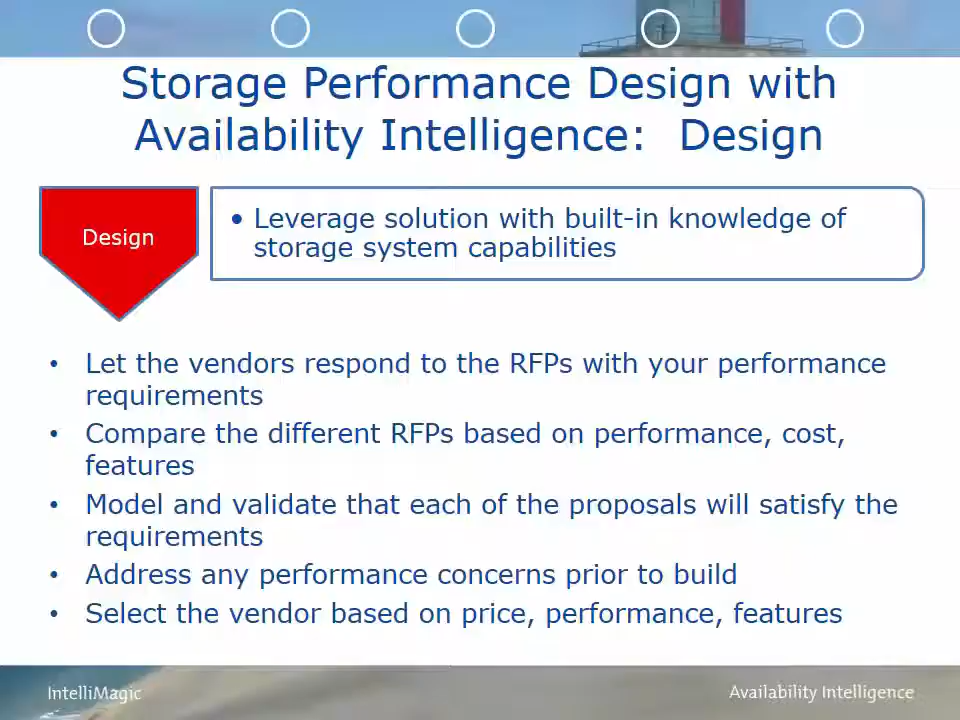 Storage Performance Design with
Availability Intelligence:  Design
Design
• Leverage solution with built-in knowledge of
storage system capabilities
• Let the vendors respond to the RFPs with your performance
requirements
• Compare the different RFPs based on performance, cost,
features
• Model and validate that each of the proposals will satisfy the
requirements
• Address any performance concerns prior to build
• Select the vendor based on price, performance, features
IntelliMagic
Availability Intelligence